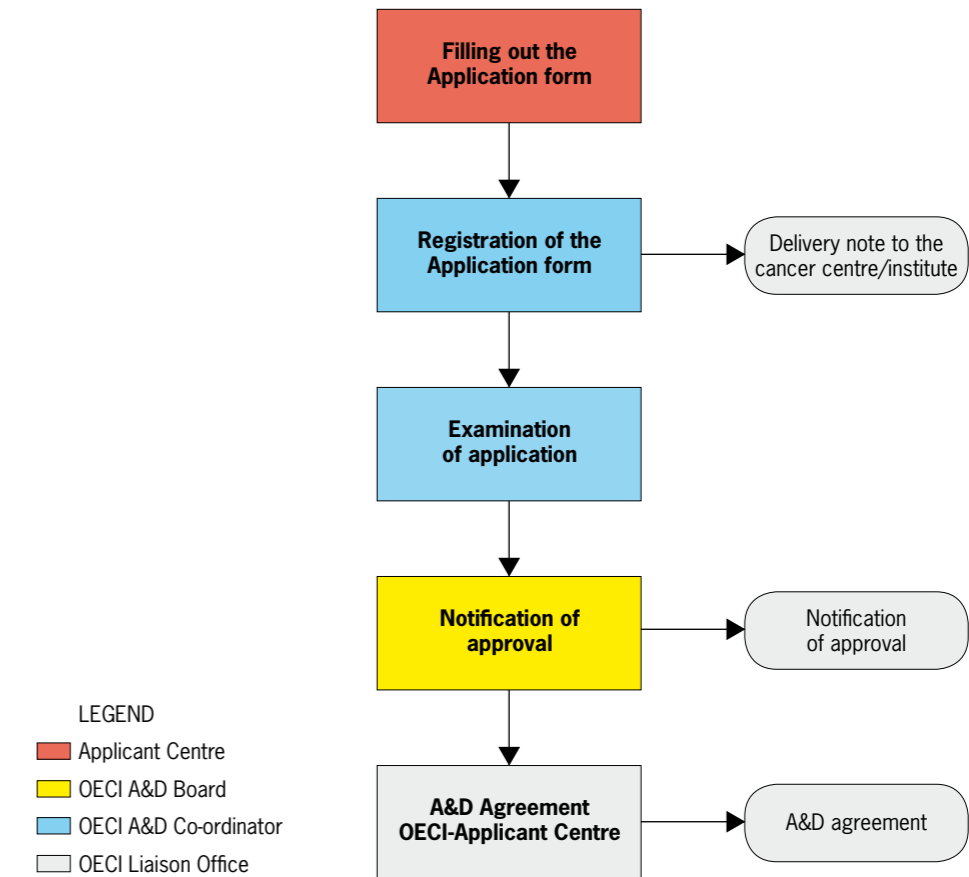 Filling out the
Application form
Registration of the
Application form
Delivery note to the
cancer centre/institute
Examination
of application
Notification of
approval
Notification
of approval
LEGEND
Applicant Centre
OECI A&D Board
OECI A&D Co-ordinator
OECI Liaison Office
A&D Agreement
OECI-Applicant Centre
A&D agreement